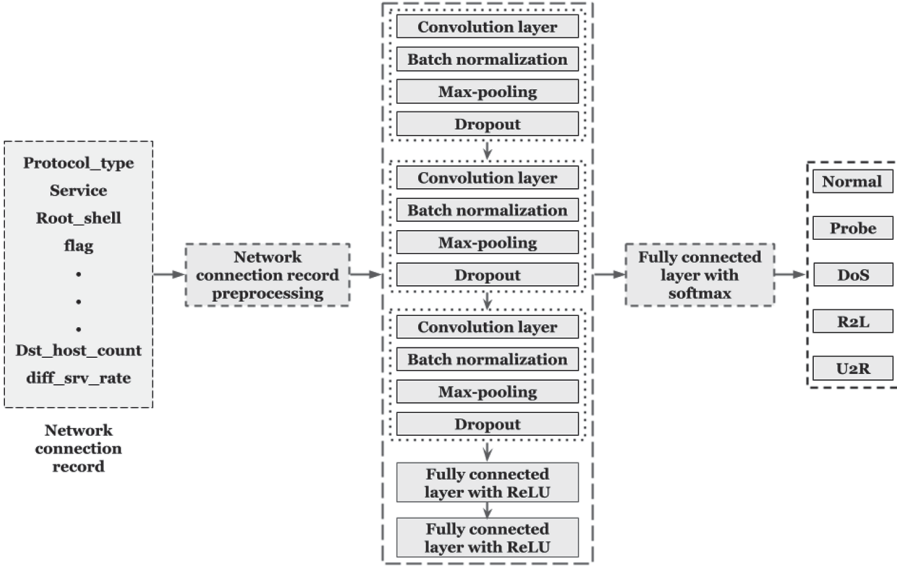 Protocol_type
Service
Root_shell
flag
.
.
.
Dst_host_count
diff_srv_rate
Network
connection
record
Network
connection record
preprocessing
Convolution layer
Batch normalization
Max-pooling
Dropout
Convolution layer
Batch normalization
Max-pooling
Dropout
Convolution layer
Batch normalization
Max-pooling
Dropout
Fully connected
layer with ReLU
Fully connected
layer with ReLU
Fully connected
layer with
softmax
Normal
Probe
DoS
R2L
U2R